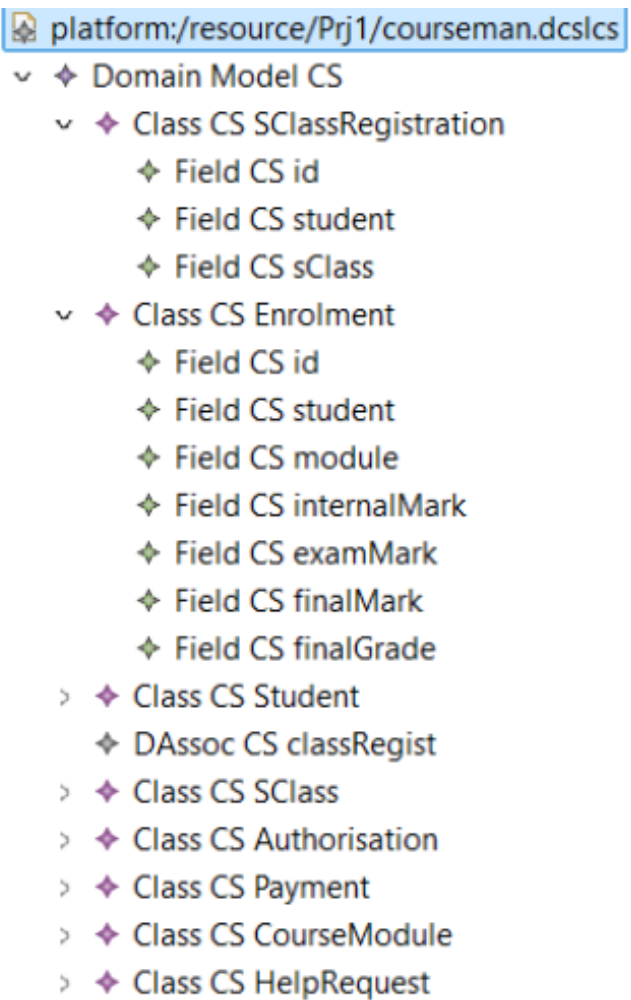 platform:/resource/Prj1/courseman.dcslcs
Domain Model CS
Class CS SClassRegistration
Field CS id
Field CS student
Field CS sClass
Class CS Enrolment
Field CS id
Field CS student
Field CS module
Field CS internalMark
Field CS examMark
Field CS finalMark
Field CS finalGrade
Class CS Student
DAssoc CS classRegist
Class CS SClass
Class CS Authorisation
Class CS Payment
Class CS CourseModule
Class CS HelpRequest